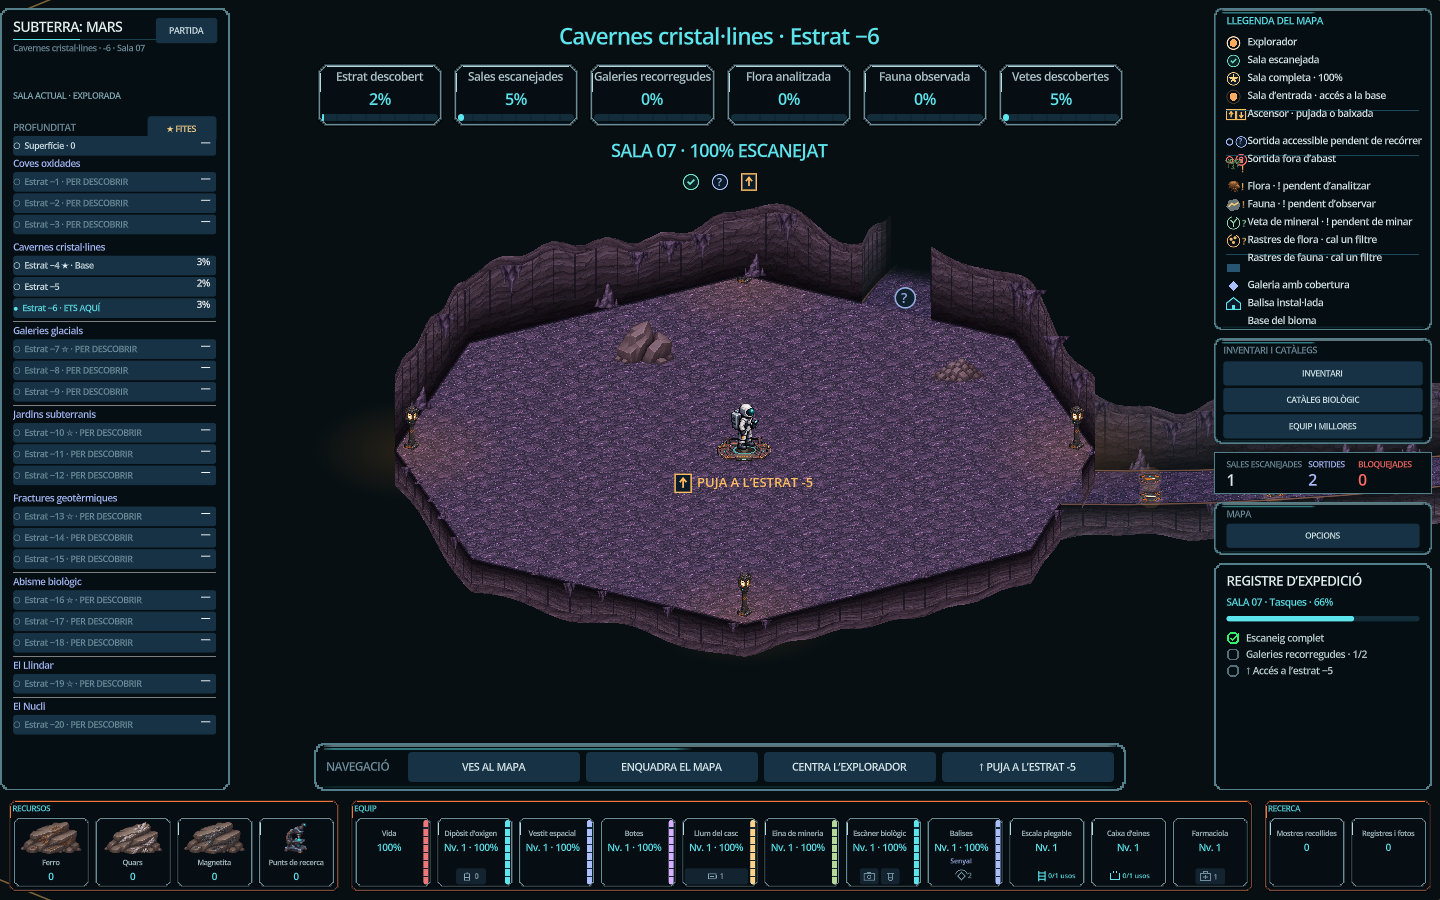 SUBTERRA: MARS
PARTIDA
Cavernes cristal·lines · -6 · Sala 07
SALA ACTUAL · EXPLORADA
PROFUNDITAT
★ FITES
Superfície · 0 —
Coves oxidades
Estrat −1 · PER DESCOBRIR —
Estrat −2 · PER DESCOBRIR —
Estrat −3 · PER DESCOBRIR —
Cavernes cristal·lines
Estrat −4 ★ · Base 3%
Estrat −5 2%
Estrat −6 · ETS AQUÍ 3%
Galeries glacials
Estrat −7 ☆ · PER DESCOBRIR —
Estrat −8 · PER DESCOBRIR —
Estrat −9 · PER DESCOBRIR —
Jardins subterranis
Estrat −10 ☆ · PER DESCOBRIR —
Estrat −11 · PER DESCOBRIR —
Estrat −12 · PER DESCOBRIR —
Fractures geotèrmiques
Estrat −13 ☆ · PER DESCOBRIR —
Estrat −14 · PER DESCOBRIR —
Estrat −15 · PER DESCOBRIR —
Abisme biològic
Estrat −16 ☆ · PER DESCOBRIR —
Estrat −17 · PER DESCOBRIR —
Estrat −18 · PER DESCOBRIR —
El Llindar
Estrat −19 ☆ · PER DESCOBRIR —
El Nucli
Estrat −20 · PER DESCOBRIR —
Cavernes cristal·lines · Estrat −6
Estrat descobert
2%
Sales escanejades
5%
Galeries recorregudes
0%
Flora analitzada
0%
Fauna observada
0%
Vetes descobertes
5%
SALA 07 · 100% ESCANEJAT
?
?
PUJA A L’ESTRAT -5
LLEGENDA DEL MAPA
Explorador
Sala escanejada
Sala completa · 100%
Sala d’entrada · accés a la base
Ascensor · pujada o baixada
Sortida accessible pendent de recórrer
Sortida fora d’abast
Flora · ! pendent d’analitzar
Fauna · ! pendent d’observar
Veta de mineral · ! pendent de minar
Rastres de flora · cal un filtre
Rastres de fauna · cal un filtre
Galeria amb cobertura
Balisa instal·lada
Base del bioma
INVENTARI I CATÀLEGS
INVENTARI
CATÀLEG BIOLÒGIC
EQUIP I MILLORES
SALES ESCANEJADES SORTIDES BLOQUEJADES
1 2 0
MAPA
OPCIONS
REGISTRE D’EXPEDICIÓ
SALA 07 · Tasques · 66%
Escaneig complet
Galeries recorregudes · 1/2
↑ Accés a l’estrat −5
NAVEGACIÓ
VES AL MAPA
ENQUADRA EL MAPA
CENTRA L’EXPLORADOR
↑ PUJA A L’ESTRAT -5
RECURSOS
Ferro
0
Quars
0
Magnetita
0
Punts de recerca
0
EQUIP
Vida
100%
Dipòsit d’oxigen
Nv. 1 · 100%
0
Vestit espacial
Nv. 1 · 100%
Botes
Nv. 1 · 100%
Llum del casc
Nv. 1 · 100%
1
Eina de mineria
Nv. 1 · 100%
Escàner biològic
Nv. 1 · 100%
Balises
Nv. 1 · 100%
Senyal
2
Escala plegable
Nv. 1
0/1 usos
Caixa d’eines
Nv. 1
0/1 usos
Farmaciola
Nv. 1
1
RECERCA
Mostres recollides
0
Registres i fotos
0